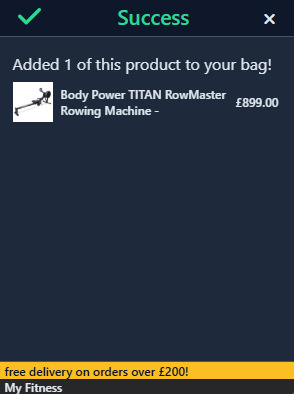 Success
Added 1 of this product to your bag!
Body Power TITAN RowMaster
Rowing Machine -
£899.00
free delivery on orders over £200!
My Fitness